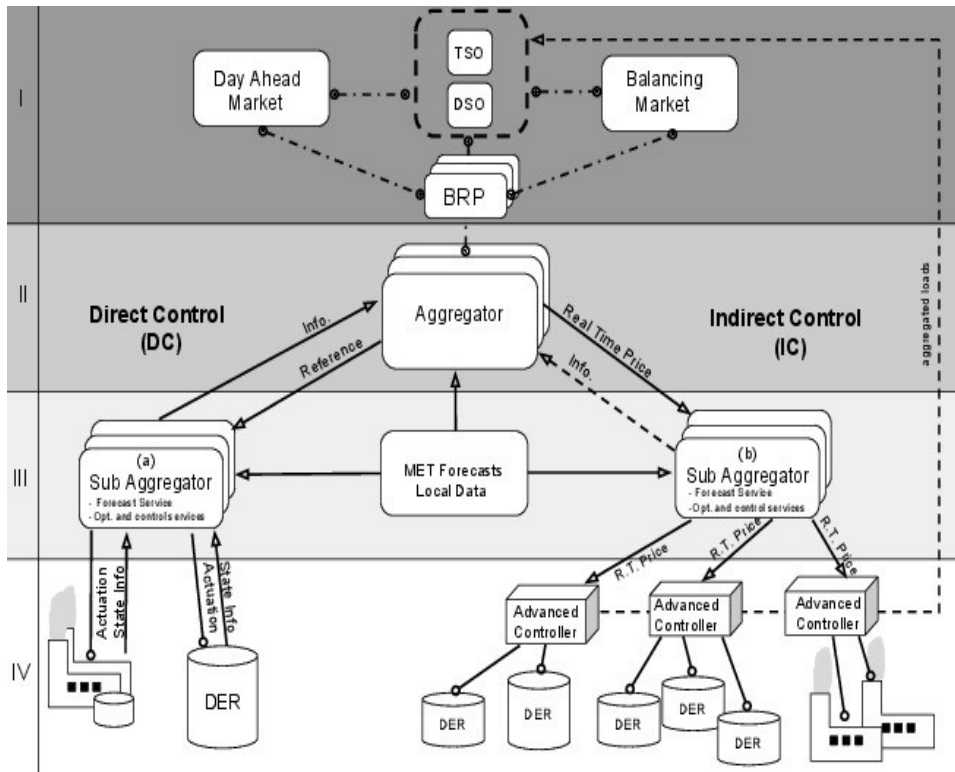 I
TSO
Day Ahead
Market
DSO
Balancing
Market
BRP
II
Direct Control
(DC)
Info.
Reference
Aggregator
Real Time Price
Info.
Indirect Control
(IC)
aggregated loads
III
(a)
Sub Aggregator
- Forecast Service
- Opt. and control services
MET Forecasts
Local Data
(b)
Sub Aggregator
- Forecast Service
- Opt. and control services
R.T. Price
R.T. Price
R.T. Price
IV
Actuation
State Info
Actuation
State Info
DER
Advanced
Controller
Advanced
Controller
Advanced
Controller
DER
DER
DER
DER
DER